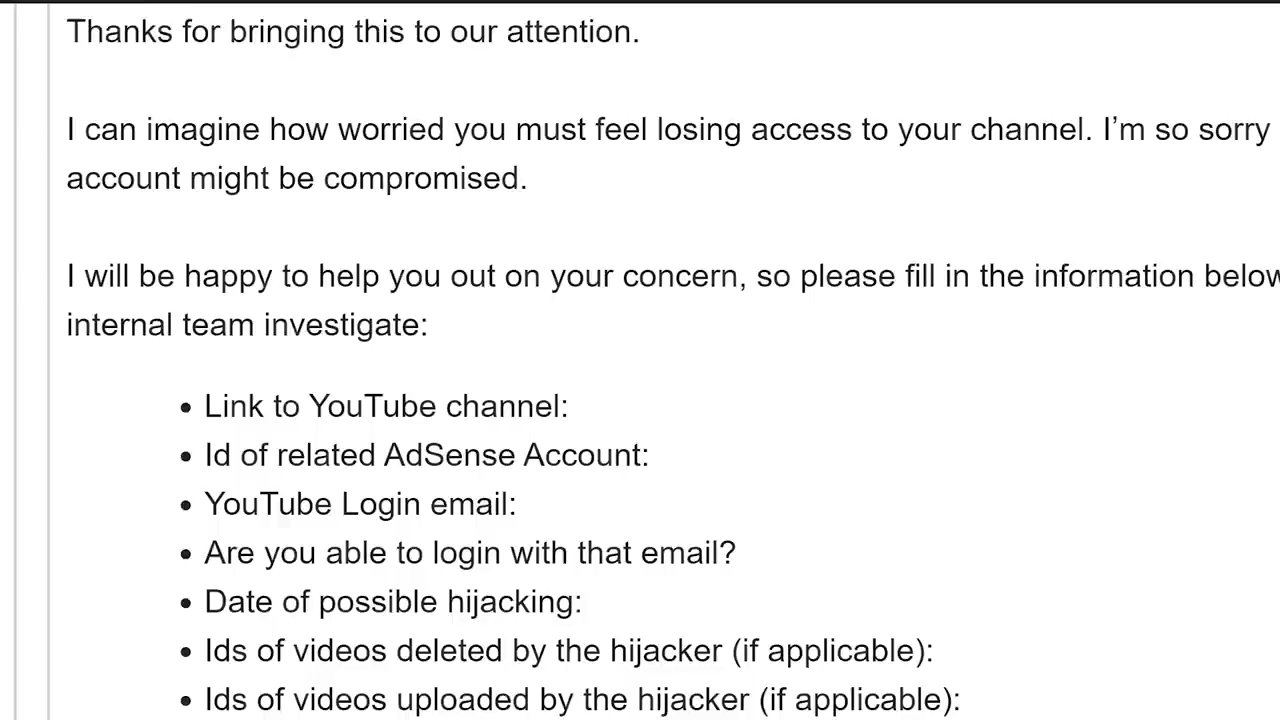 Thanks for bringing this to our attention.
I can imagine how worried you must feel losing access to your channel. I’m so sorry
account might be compromised.
I will be happy to help you out on your concern, so please fill in the information below
internal team investigate:
• Link to YouTube channel:
• Id of related AdSense Account:
• YouTube Login email:
• Are you able to login with that email?
• Date of possible hijacking:
• Ids of videos deleted by the hijacker (if applicable):
• Ids of videos uploaded by the hijacker (if applicable):